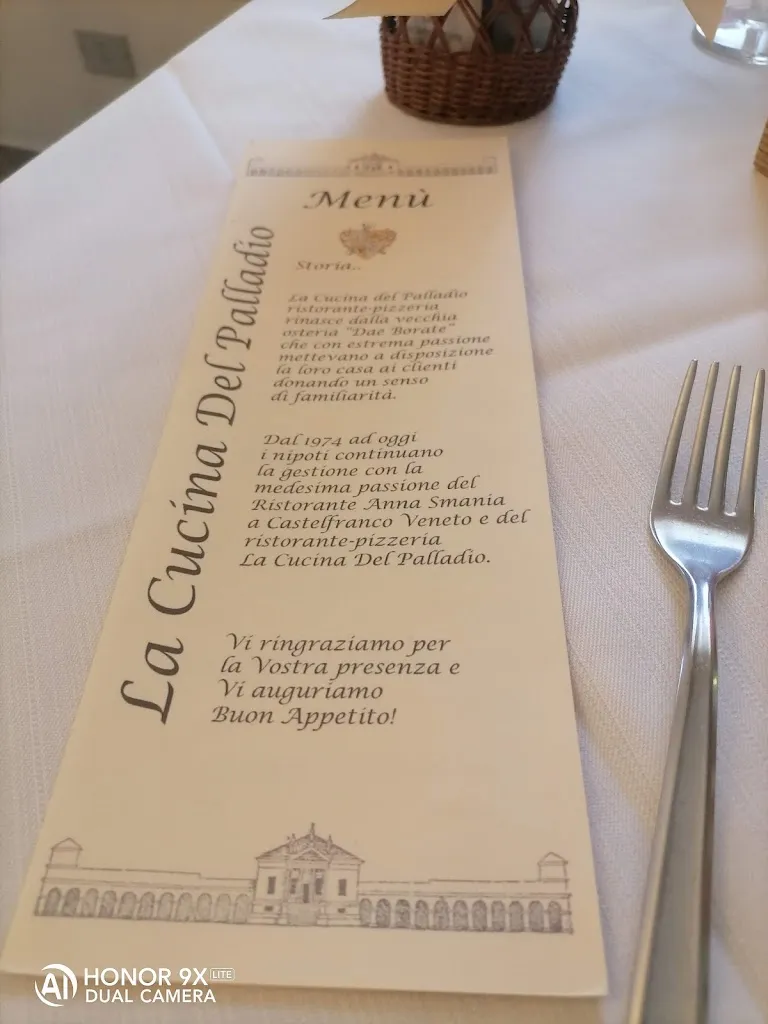 Menù
La Cucina Del Palladio
Storia..
La Cucina del Palladio
ristorante-pizzeria
rinasce dalla vecchia
osteria "Dae Borate"
che con estrema passione
mettevano a disposizione
la loro casa ai clienti
donando un senso
di familiarità.
Dal 1974 ad oggi
i nipoti continuano
la gestione con la
medesima passione del
Ristorante Anna Smania
a Castelfranco Veneto e del
ristorante-pizzeria
La Cucina Del Palladio.
Vi ringraziamo per
la Vostra presenza e
Vi auguriamo
Buon Appetito!
AI HONOR 9X LITE
DUAL CAMERA